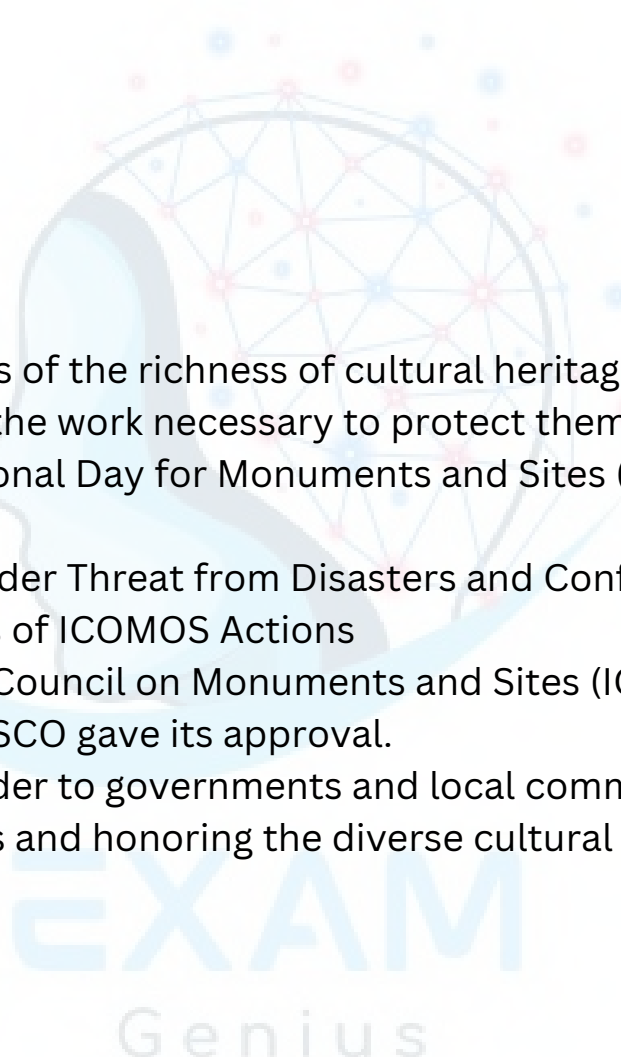 s of the richness of cultural heritag
the work necessary to protect them
onal Day for Monuments and Sites (
der Threat from Disasters and Conf
s of ICOMOS Actions
Council on Monuments and Sites (IC
SCO gave its approval.
der to governments and local comm
s and honoring the diverse cultural
EXAM
Genius